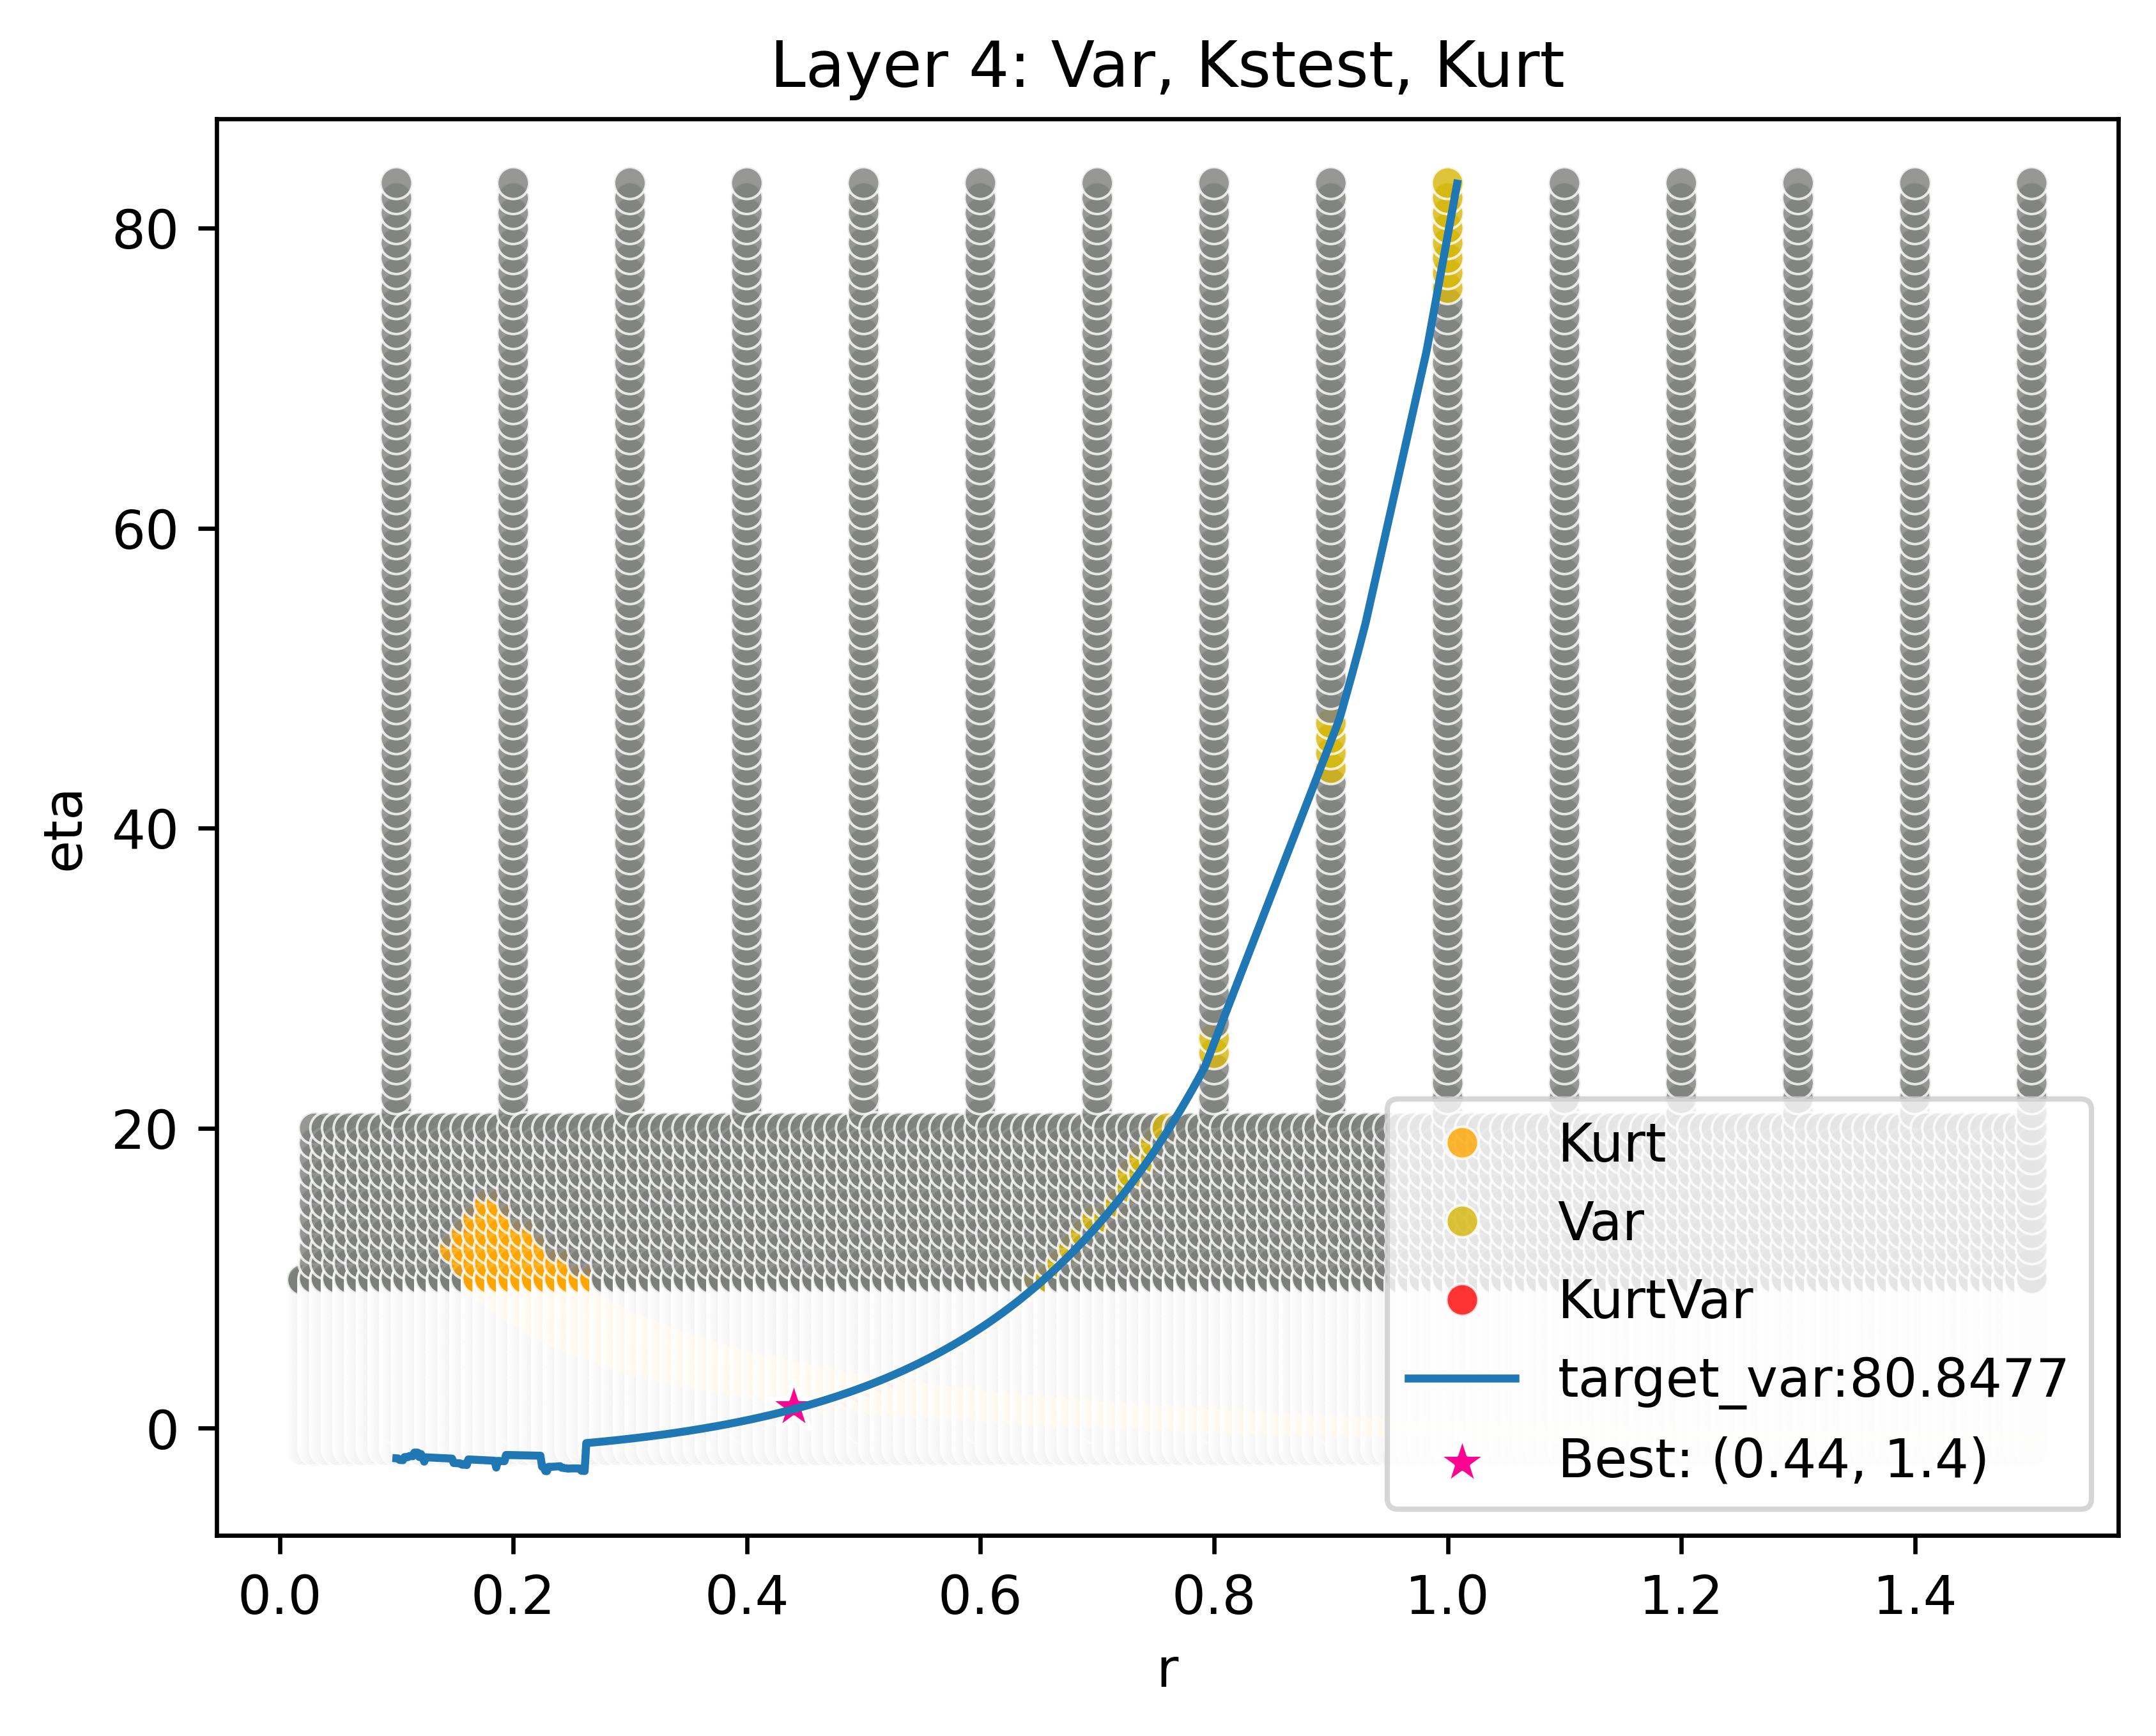 Layer 4: Var, Kstest, Kurt
eta
80
60
40
20
0
Kurt
Var
KurtVar
target_var:80.8477
Best: (0.44, 1.4)
0.0 0.2 0.4 0.6 0.8 1.0 1.2 1.4
r